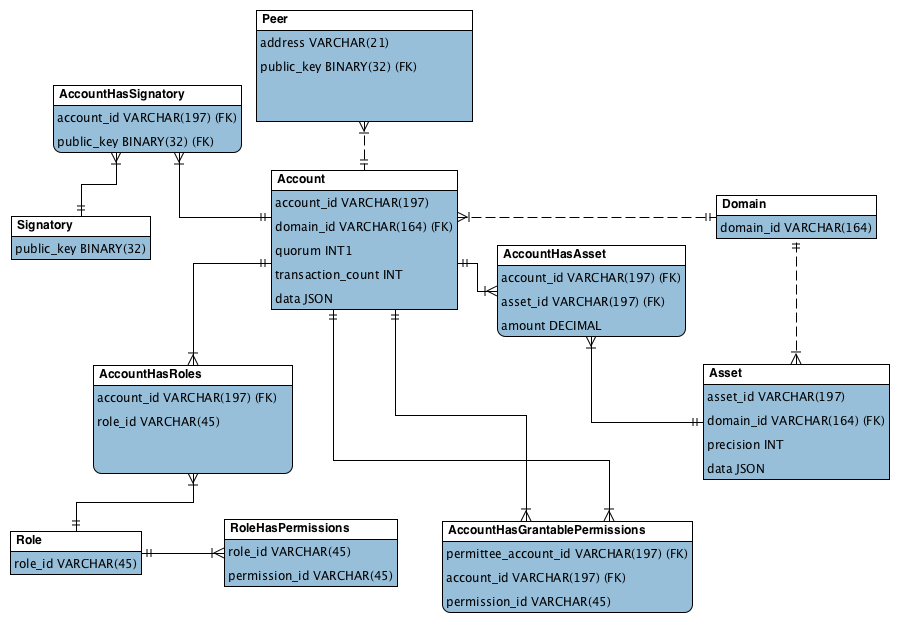 Peer
address VARCHAR(21)
public_key BINARY(32) (FK)
AccountHasSignatory
account_id VARCHAR(197) (FK)
public_key BINARY(32) (FK)
Signatory
public_key BINARY(32)
Account
account_id VARCHAR(197)
domain_id VARCHAR(164) (FK)
quorum INT1
transaction_count INT
data JSON
Domain
domain_id VARCHAR(164)
AccountHasAsset
account_id VARCHAR(197) (FK)
asset_id VARCHAR(197) (FK)
amount DECIMAL
AccountHasRoles
account_id VARCHAR(197) (FK)
role_id VARCHAR(45)
Asset
asset_id VARCHAR(197)
domain_id VARCHAR(164) (FK)
precision INT
data JSON
Role
role_id VARCHAR(45)
RoleHasPermissions
role_id VARCHAR(45)
permission_id VARCHAR(45)
AccountHasGrantablePermissions
permittee_account_id VARCHAR(197) (FK)
account_id VARCHAR(197) (FK)
permission_id VARCHAR(45)